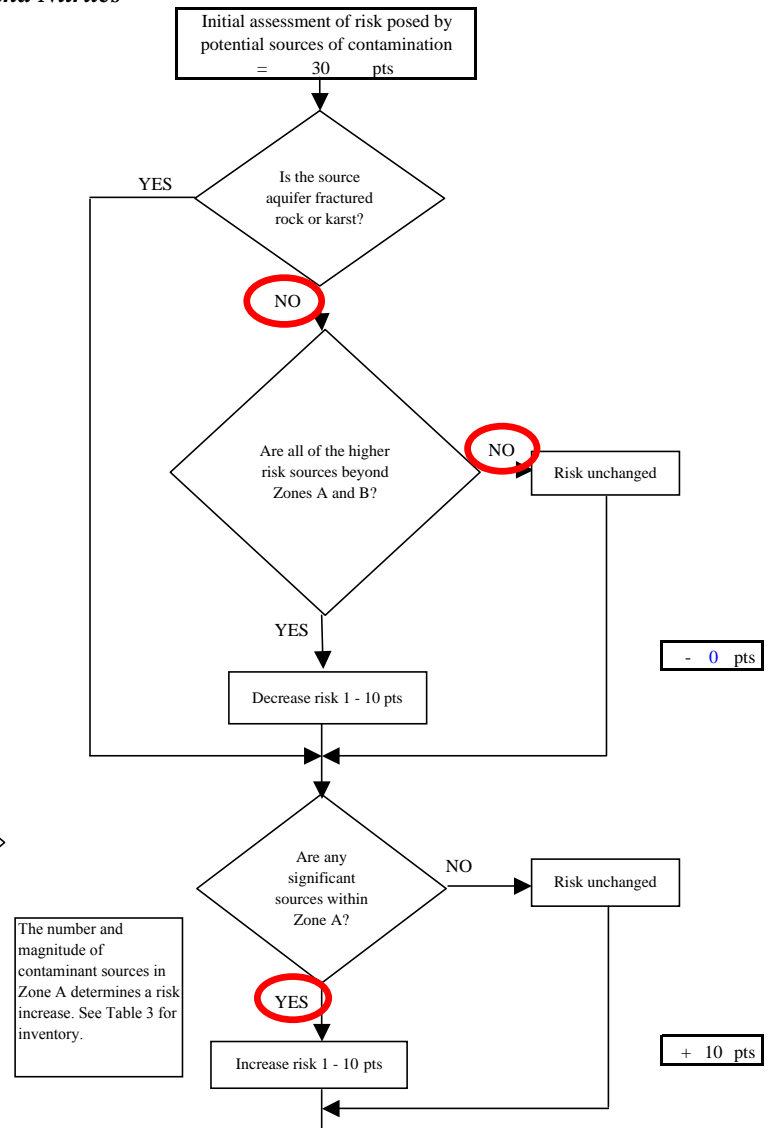 Initial assessment of risk posed by
potential sources of contamination
= 30 pts
Is the source
aquifer fractured
rock or karst?
YES
NO
Are all of the higher
risk sources beyond
Zones A and B?
NO
Risk unchanged
YES
- 0 pts
Decrease risk 1 - 10 pts
Are any
significant
sources within
Zone A?
NO
Risk unchanged
The number and
magnitude of
contaminant sources in
Zone A determines a risk
increase. See Table 3 for
inventory.
YES
Increase risk 1 - 10 pts
+ 10 pts